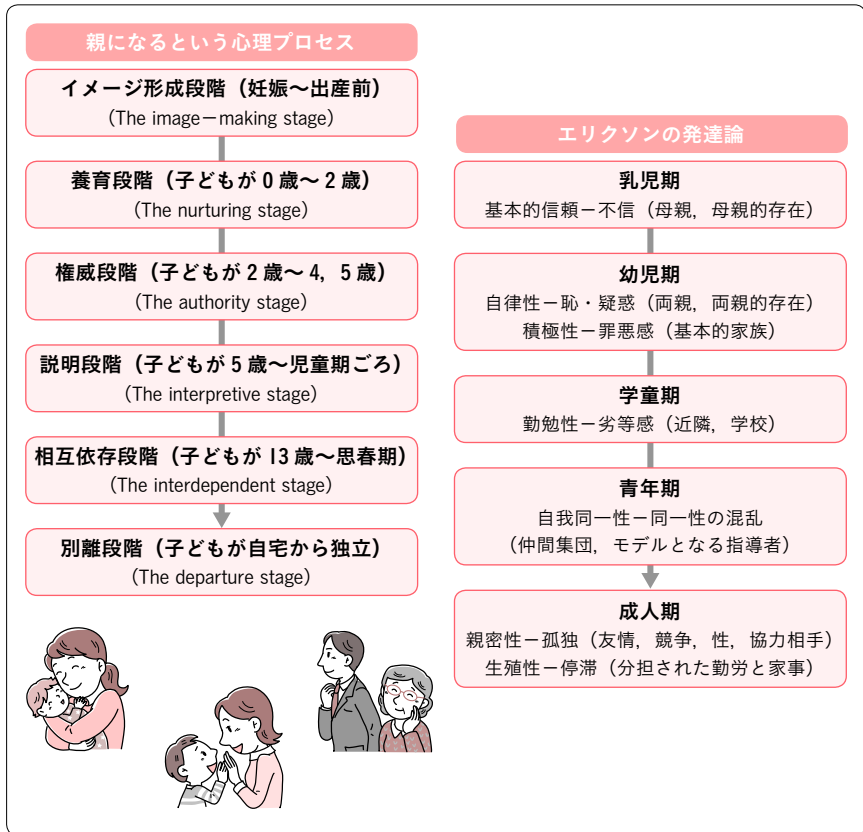 親になるという心理プロセス
イメージ形成段階（妊娠〜出産前）
(The image－making stage)
養育段階（子どもが 0 歳〜 2 歳）
(The nurturing stage)
権威段階（子どもが 2 歳〜 4，5 歳）
(The authority stage)
説明段階（子どもが 5 歳〜児童期ごろ）
(The interpretive stage)
相互依存段階（子どもが 13 歳〜思春期）
(The interdependent stage)
別離段階（子どもが自宅から独立）
(The departure stage)
エリクソンの発達論
乳児期
基本的信頼－不信（母親，母親的存在）
幼児期
自律性－恥・疑惑（両親，両親的存在）
積極性－罪悪感（基本的家族）
学童期
勤勉性－劣等感（近隣，学校）
青年期
自我同一性－同一性の混乱
（仲間集団，モデルとなる指導者）
成人期
親密性－孤独（友情，競争，性，協力相手）
生殖性－停滞（分担された勤労と家事）